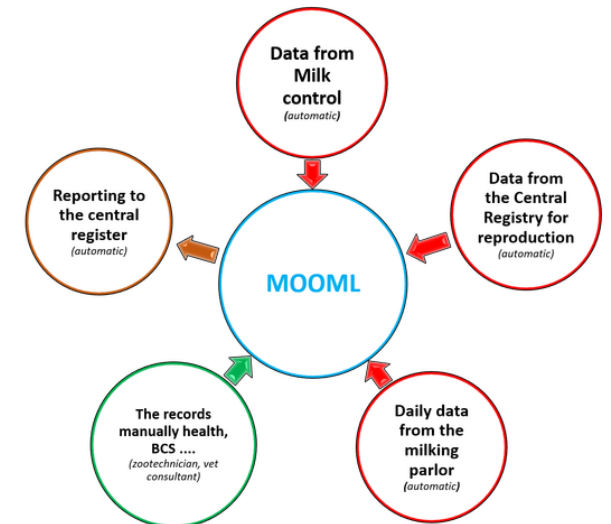 Data from
Milk
control
(automatic)
Reporting to
the central
register
(automatic)
Data from
the Central
Registry for
reproduction
(automatic)
MOOML
The records
manually health,
BCS ....
(zootechnician, vet
consultant)
Daily data
from the
milking
parlor
(automatic)